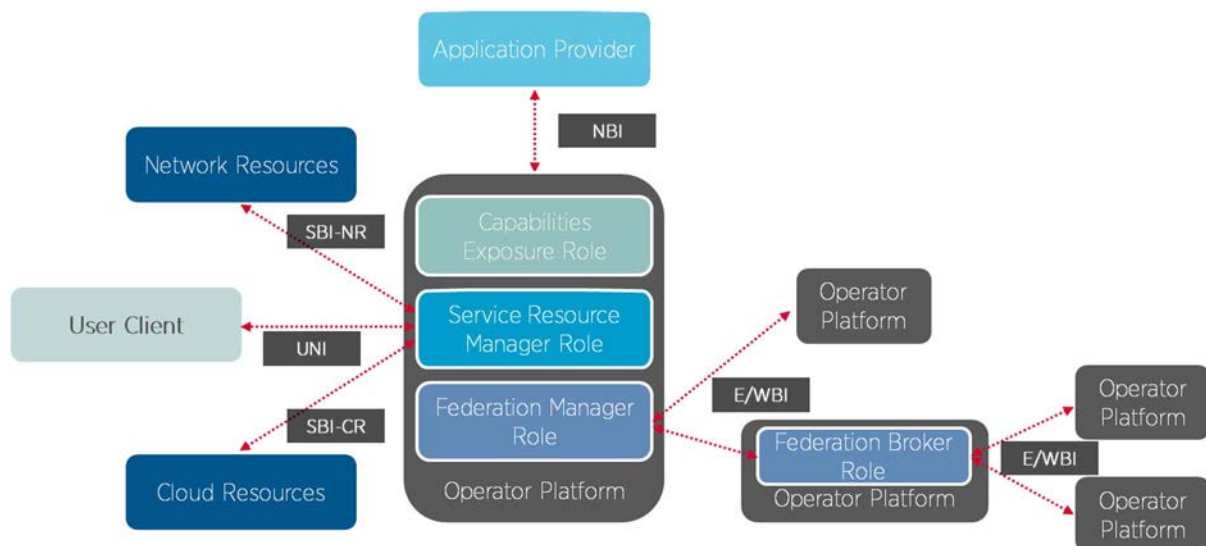 Application Provider
NBI
Network Resources
Capabilities
Exposure Role
SBI-NR
Operator
Platform
User Client
Service Resource
Manager Role
UNI
Operator
Platform
E/WBI
Federation Manager
Role
SBI-CR
Federation Broker
Role
E/WBI
Cloud Resources
Operator Platform
Operator Platform
Operator
Platform